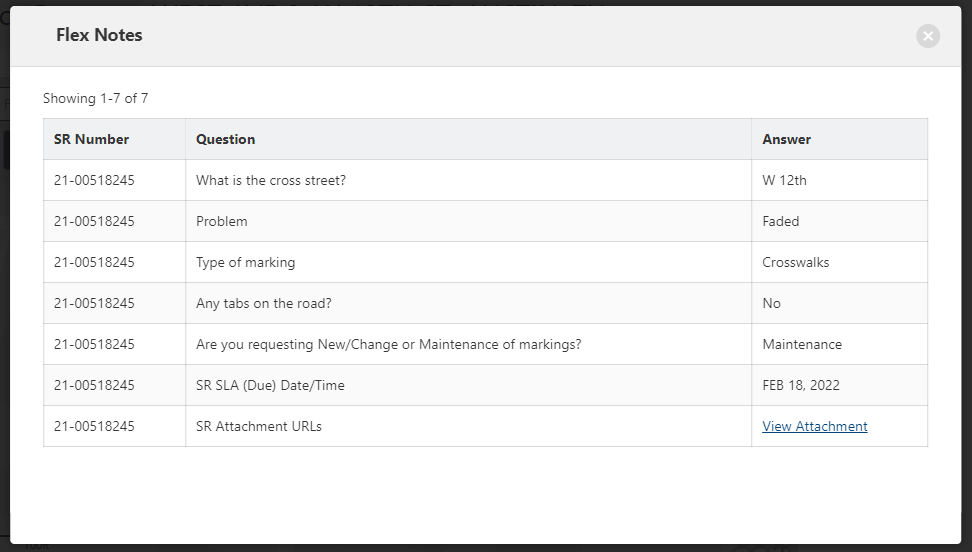 Flex Notes
Showing 1-7 of 7
SR Number Question Answer
21-00518245 What is the cross street? W 12th
21-00518245 Problem Faded
21-00518245 Type of marking Crosswalks
21-00518245 Any tabs on the road? No
21-00518245 Are you requesting New/Change or Maintenance of markings? Maintenance
21-00518245 SR SLA (Due) Date/Time FEB 18, 2022
21-00518245 SR Attachment URLs View Attachment